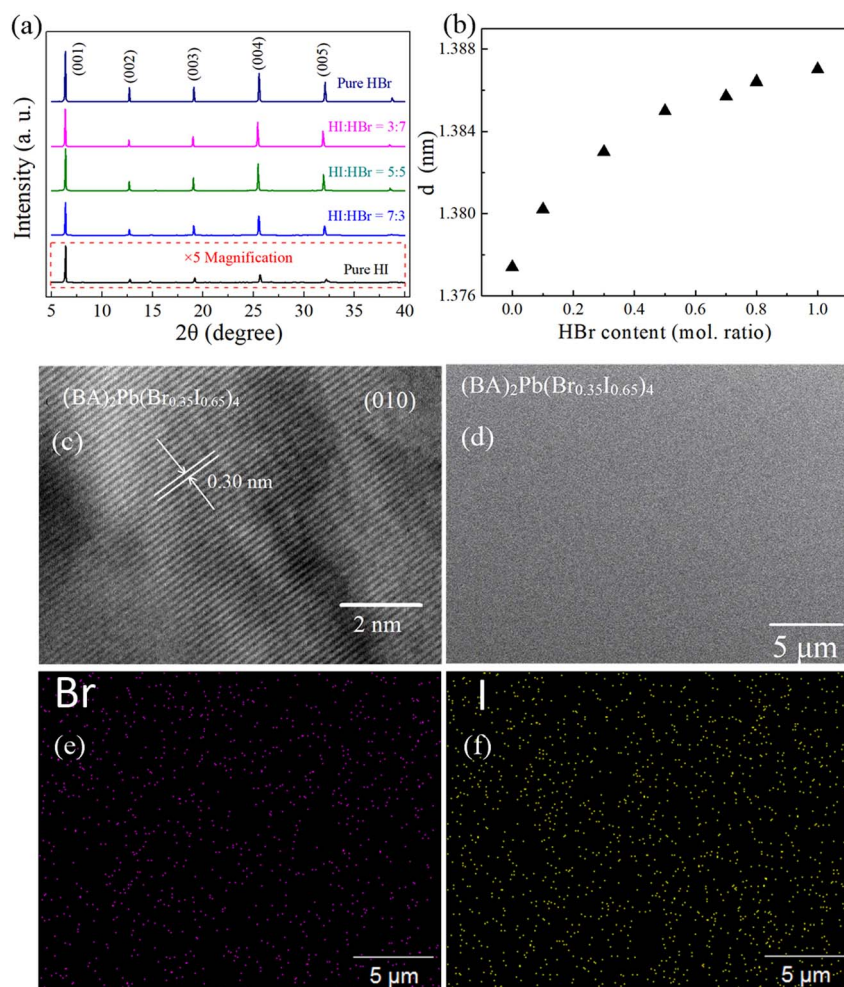 (a)
(001)
(002)
(003)
(004)
(005)
Pure HBr
HI:HBr = 3:7
HI:HBr = 5:5
HI:HBr = 7:3
×5 Magnification
Pure HI
Intensity (a. u.)
5 10 15 20 25 30 35 40
2θ (degree)
(b)
1.388
1.384
1.380
1.376
d (nm)
0.0 0.2 0.4 0.6 0.8 1.0
HBr content (mol. ratio)
(BA)₂Pb(Br₀.₃₅I₀.₆₅)₄
(010)
(c)
0.30 nm
2 nm
(BA)₂Pb(Br₀.₃₅I₀.₆₅)₄
(d)
5 μm
Br
(e)
5 μm
I
(f)
5 μm